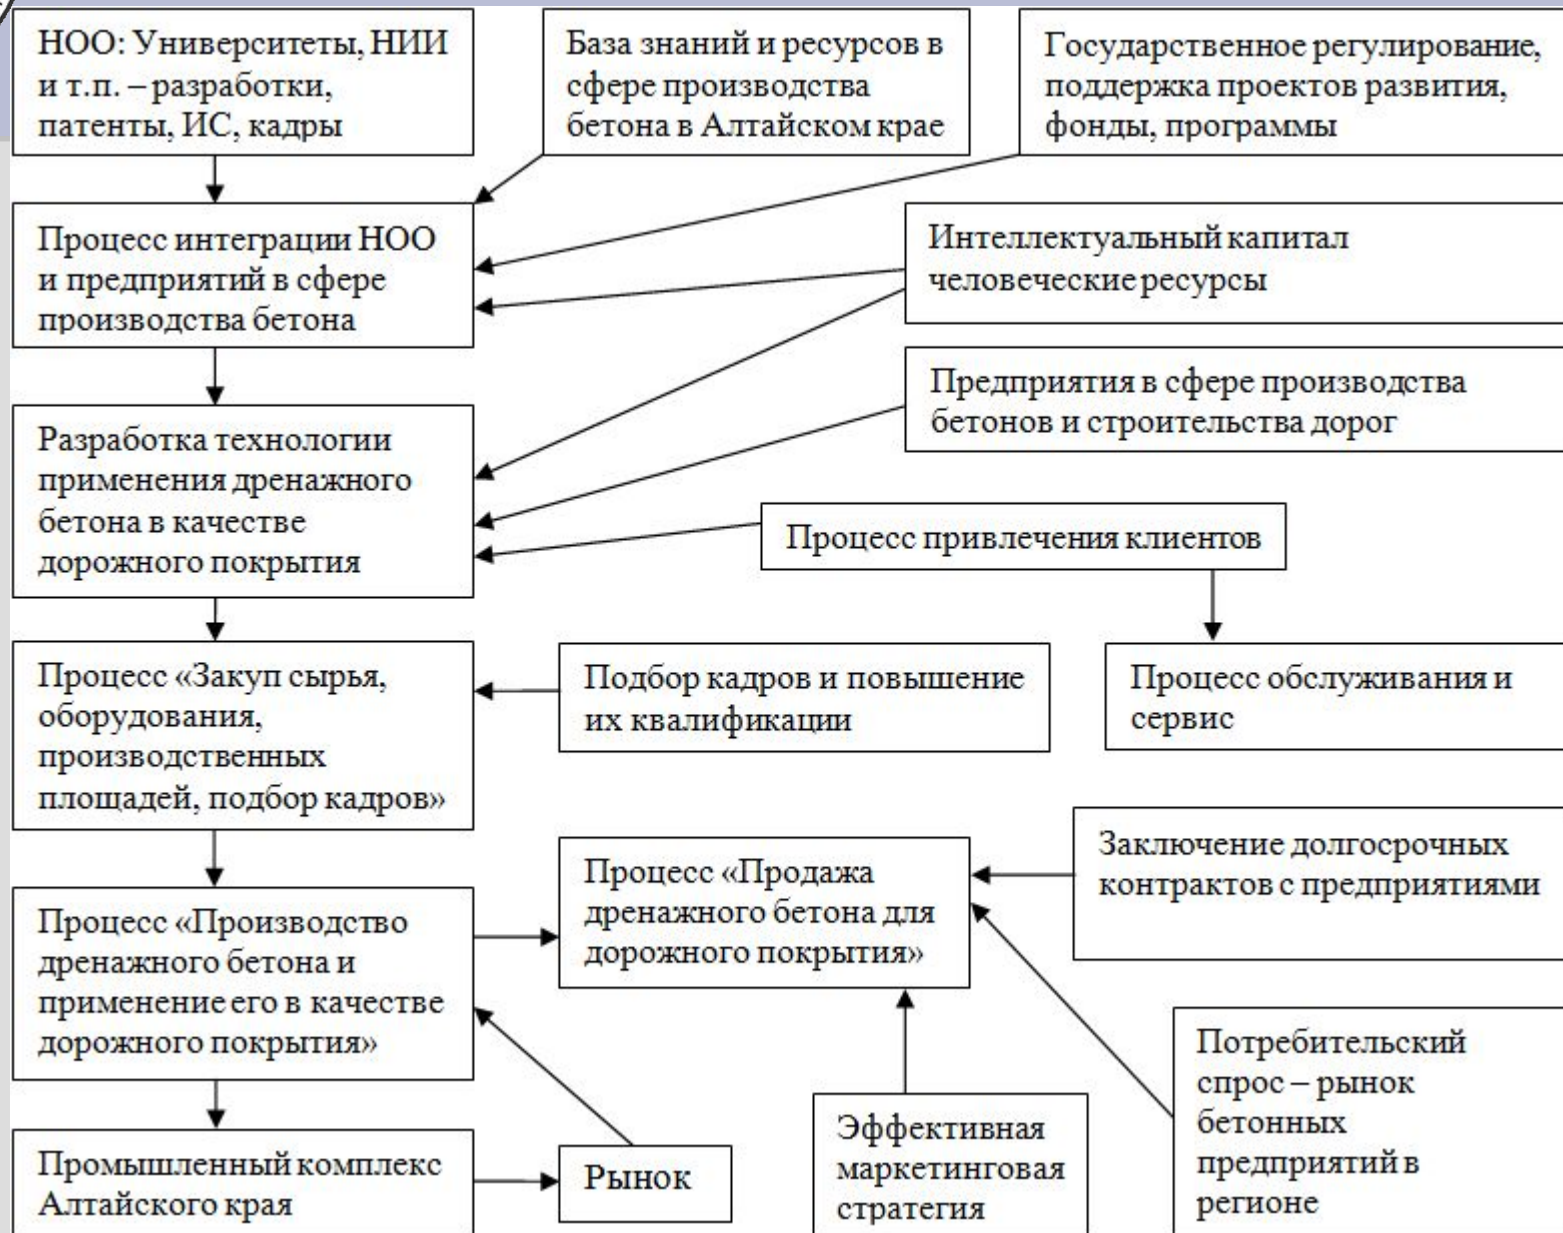 НОО: Университеты, НИИ
и т.п. – разработки,
патенты, ИС, кадры
База знаний и ресурсов в
сфере производства
бетона в Алтайском крае
Государственное регулирование,
поддержка проектов развития,
фонды, программы
Процесс интеграции НОО
и предприятий в сфере
производства бетона
Интеллектуальный капитал
человеческие ресурсы
Предприятия в сфере производства
бетонов и строительства дорог
Разработка технологии
применения дренажного
бетона в качестве
дорожного покрытия
Процесс привлечения клиентов
Процесс «Закуп сырья,
оборудования,
производственных
площадей, подбор кадров»
Подбор кадров и повышение
их квалификации
Процесс обслуживания и
сервис
Процесс «Продажа
дренажного бетона для
дорожного покрытия»
Заключение долгосрочных
контрактов с предприятиями
Процесс «Производство
дренажного бетона и
применение его в качестве
дорожного покрытия»
Потребительский
спрос – рынок
бетонных
предприятий в
регионе
Эффективная
маркетинговая
стратегия
Промышленный комплекс
Алтайского края
Рынок